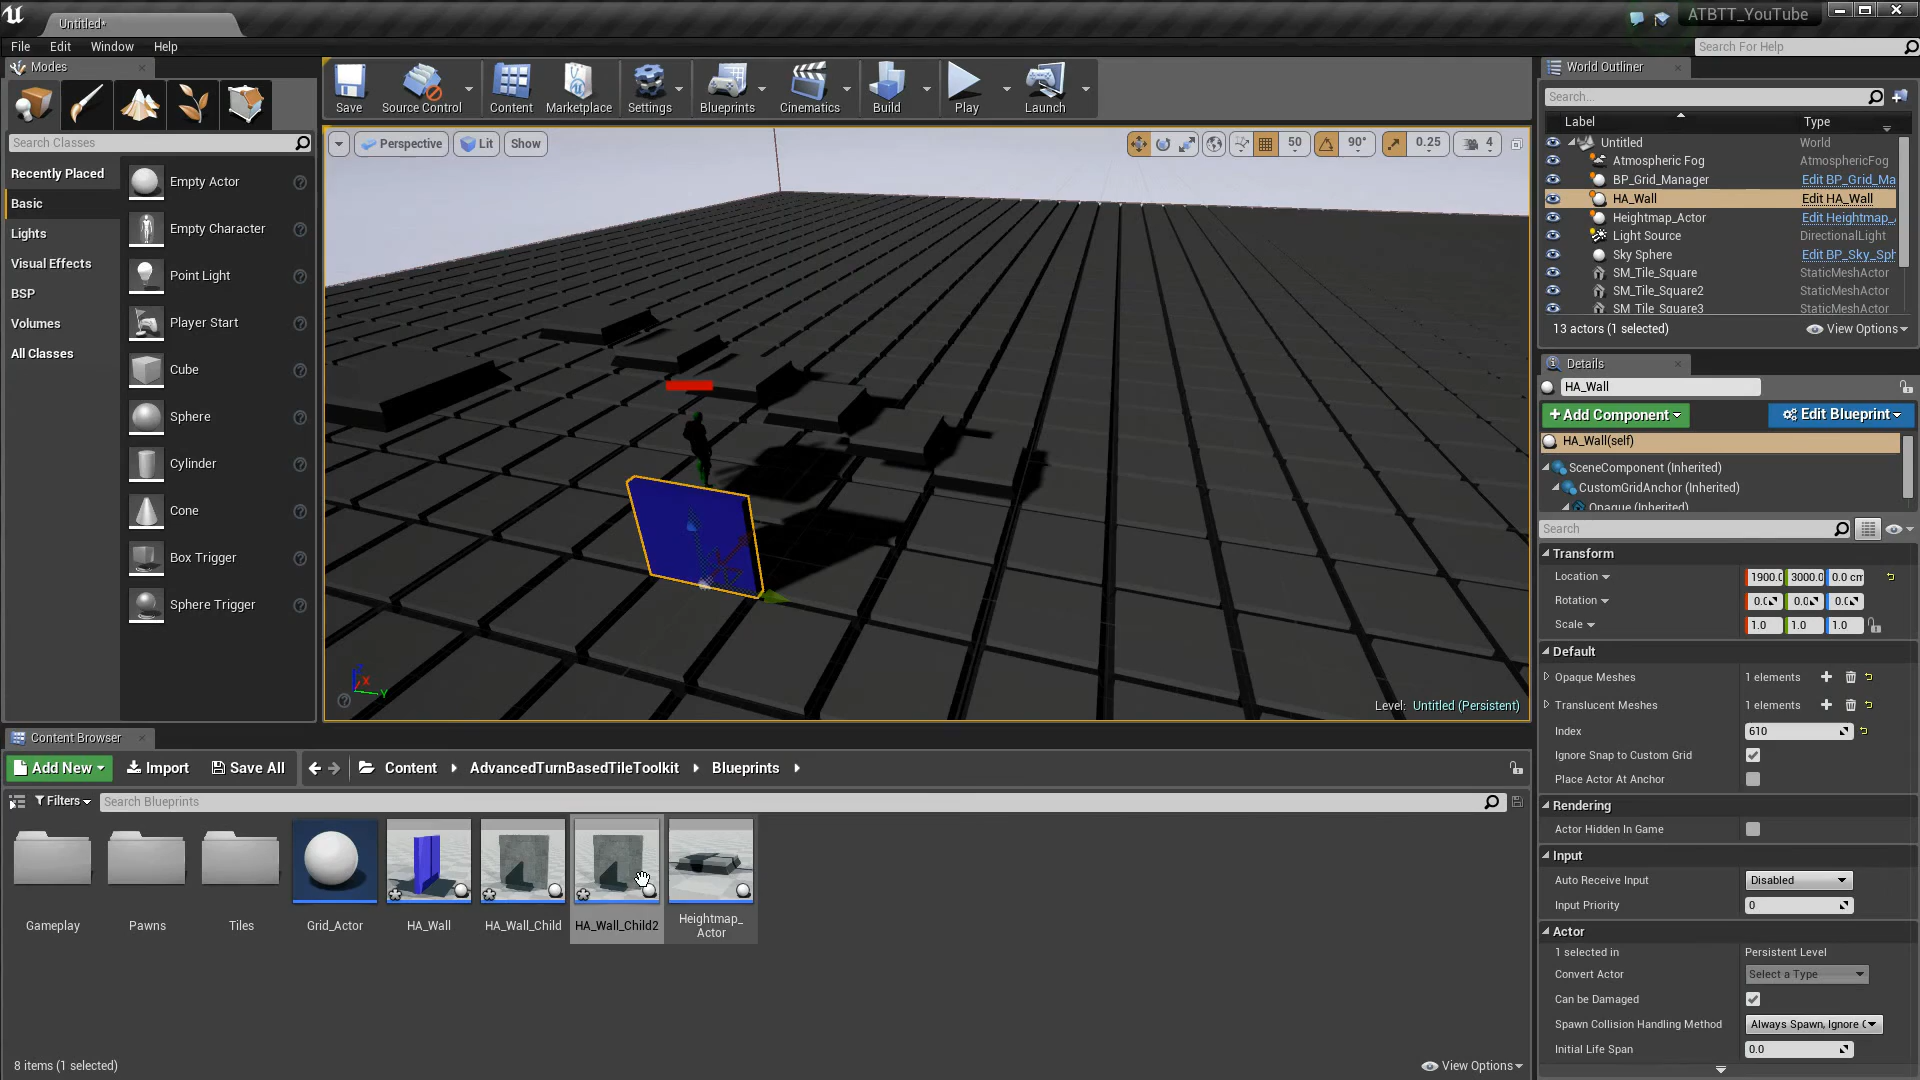 Untitled*
ATBTT_YouTube
File Edit Window Help
Search For Help
Modes
Search Classes
Recently Placed
Basic
Lights
Visual Effects
BSP
Volumes
All Classes
Empty Actor
Empty Character
Point Light
Player Start
Cube
Sphere
Cylinder
Cone
Box Trigger
Sphere Trigger
Save
Source Control
Content
Marketplace
Settings
Blueprints
Cinematics
Build
Play
Launch
Perspective Lit Show
50 90° 0.25 4
X Y
Level: Untitled (Persistent)
World Outliner
Search...
Label Type
Untitled World
Atmospheric Fog AtmosphericFog
BP_Grid_Manager Edit BP_Grid_Ma
HA_Wall Edit HA_Wall
Heightmap_Actor Edit Heightmap_
Light Source DirectionalLight
Sky Sphere Edit BP_Sky_Sph
SM_Tile_Square StaticMeshActor
SM_Tile_Square2 StaticMeshActor
SM_Tile_Square3 StaticMeshActor
13 actors (1 selected) View Options
Details
HA_Wall
+Add Component Edit Blueprint
HA_Wall(self)
SceneComponent (Inherited)
CustomGridAnchor (Inherited)
Opaque (Inherited)
Search
Transform
Location 1900.0 3000.0 0.0 cm
Rotation 0.0 0.0 0.0
Scale 1.0 1.0 1.0
Default
Opaque Meshes 1 elements
Translucent Meshes 1 elements
Index 610
Ignore Snap to Custom Grid
Place Actor At Anchor
Rendering
Actor Hidden In Game
Input
Auto Receive Input Disabled
Input Priority 0
Actor
1 selected in Persistent Level
Convert Actor Select a Type
Can be Damaged
Spawn Collision Handling Method Always Spawn, Ignore
Initial Life Span 0.0
Content Browser
Add New Import Save All Content AdvancedTurnBasedTileToolkit Blueprints
Filters Search Blueprints
Gameplay
Pawns
Tiles
Grid_Actor
HA_Wall
HA_Wall_Child
HA_Wall_Child2
Heightmap_
Actor
8 items (1 selected) View Options